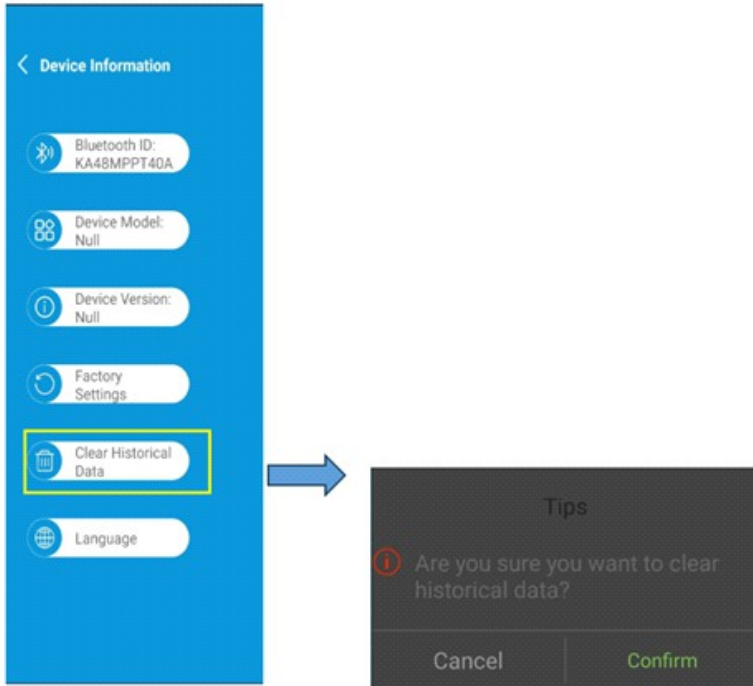 Device Information
Bluetooth ID:
KA48MPPT40A
Device Model:
Null
Device Version:
Null
Factory
Settings
Clear Historical
Data
Language
Tips
Are you sure you want to clear
historical data?
Cancel
Confirm